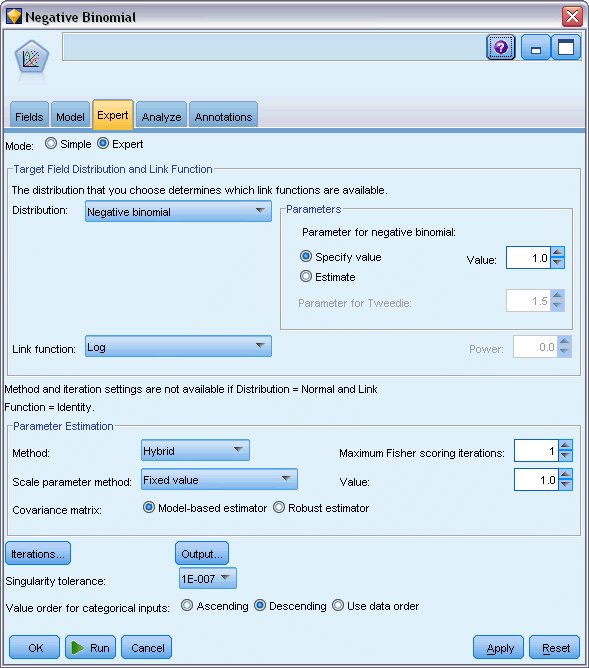 Negative Binomial
Fields Model Expert Analyze Annotations
Mode: Simple Expert
Target Field Distribution and Link Function
The distribution that you choose determines which link functions are available.
Distribution: Negative binomial
Parameters
Parameter for negative binomial:
Specify value Value: 1.0
Estimate
Parameter for Tweedie: 1.5
Link function: Log Power: 0.0
Method and iteration settings are not available if Distribution = Normal and Link
Function = Identity.
Parameter Estimation
Method: Hybrid Maximum Fisher scoring iterations: 1
Scale parameter method: Fixed value Value: 1.0
Covariance matrix: Model-based estimator Robust estimator
Iterations... Output...
Singularity tolerance: 1E-007
Value order for categorical inputs: Ascending Descending Use data order
OK Run Cancel Apply Reset